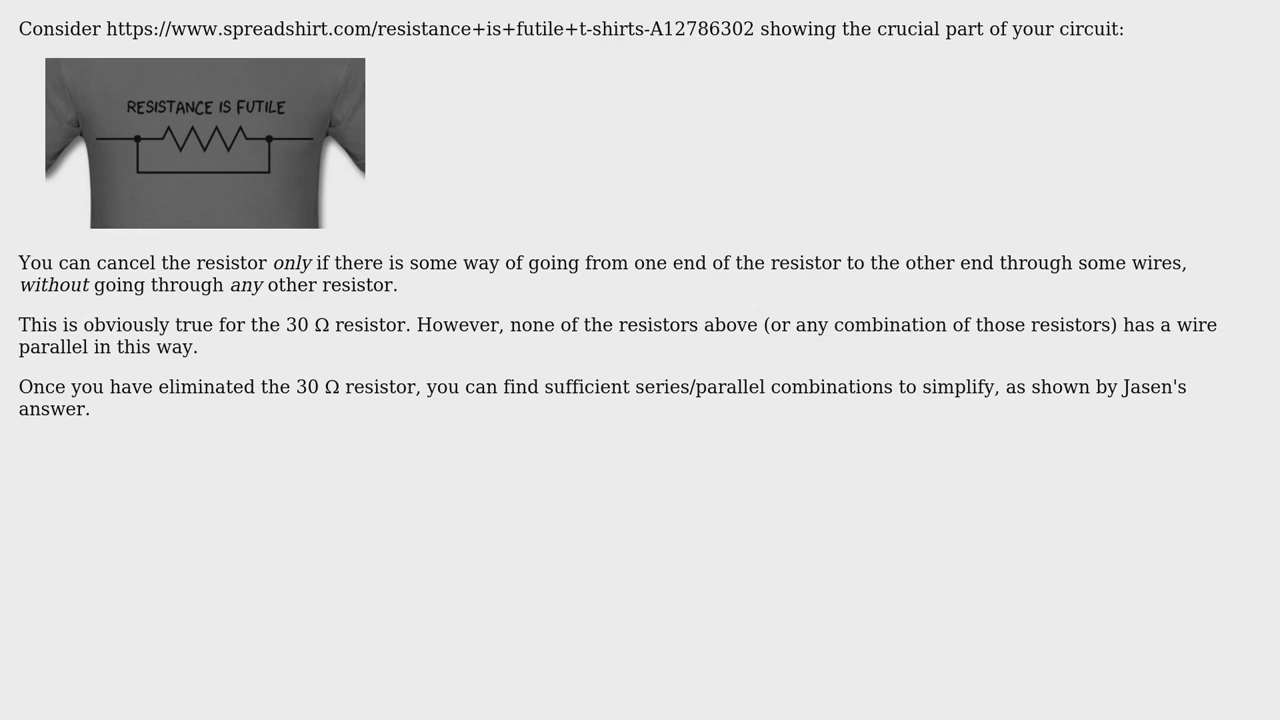 Consider https://www.spreadshirt.com/resistance+is+futile+t-shirts-A12786302 showing the crucial part of your circuit:
RESISTANCE IS FUTILE
You can cancel the resistor only if there is some way of going from one end of the resistor to the other end through some wires,
without going through any other resistor.
This is obviously true for the 30 Ω resistor. However, none of the resistors above (or any combination of those resistors) has a wire
parallel in this way.
Once you have eliminated the 30 Ω resistor, you can find sufficient series/parallel combinations to simplify, as shown by Jasen's
answer.